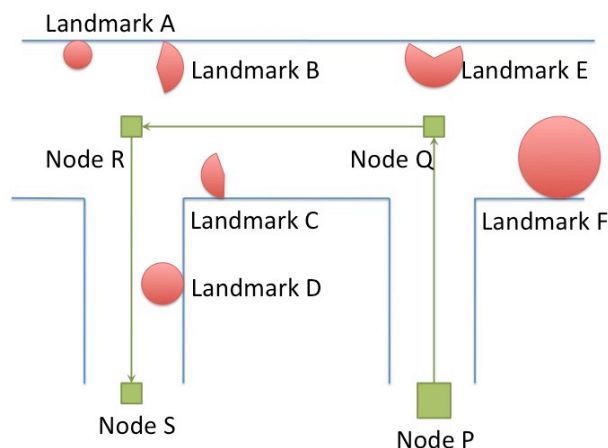 Landmark A
Landmark B
Landmark E
Node R
Node Q
Landmark C
Landmark F
Landmark D
Node S
Node P